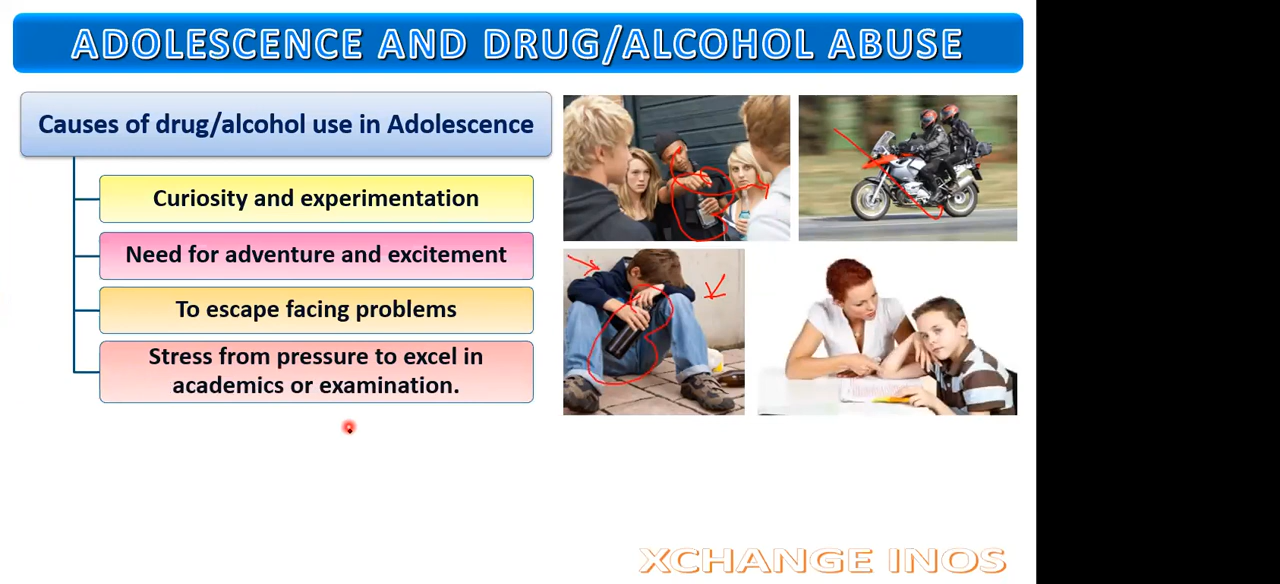 ADOLESCENCE AND DRUG/ALCOHOL ABUSE
Causes of drug/alcohol use in Adolescence
Curiosity and experimentation
Need for adventure and excitement
To escape facing problems
Stress from pressure to excel in
academics or examination.
XCHANGE INOS